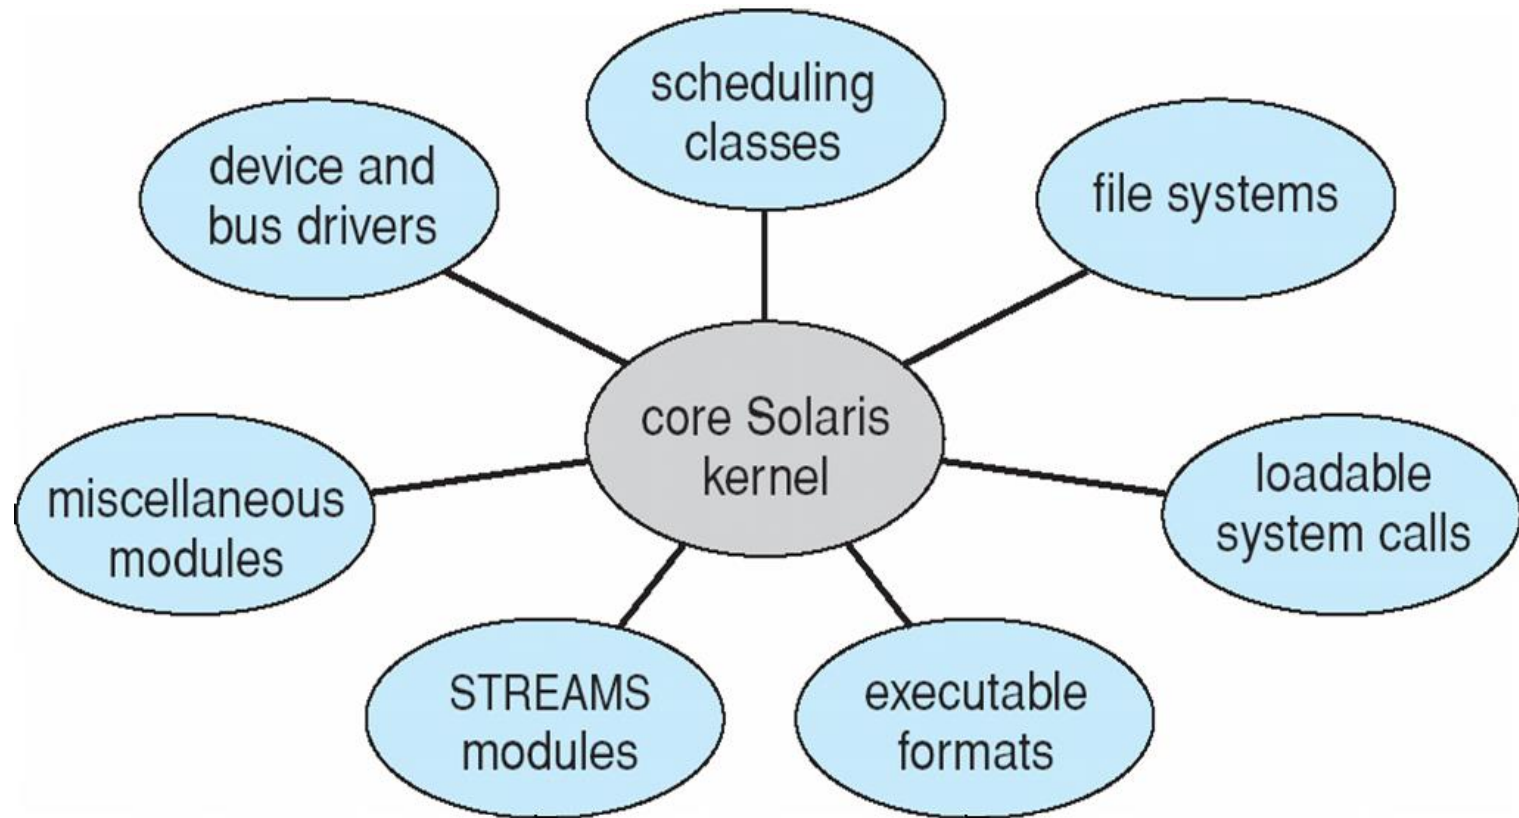 scheduling
classes
device and
bus drivers
file systems
core Solaris
kernel
miscellaneous
modules
loadable
system calls
STREAMS
modules
executable
formats